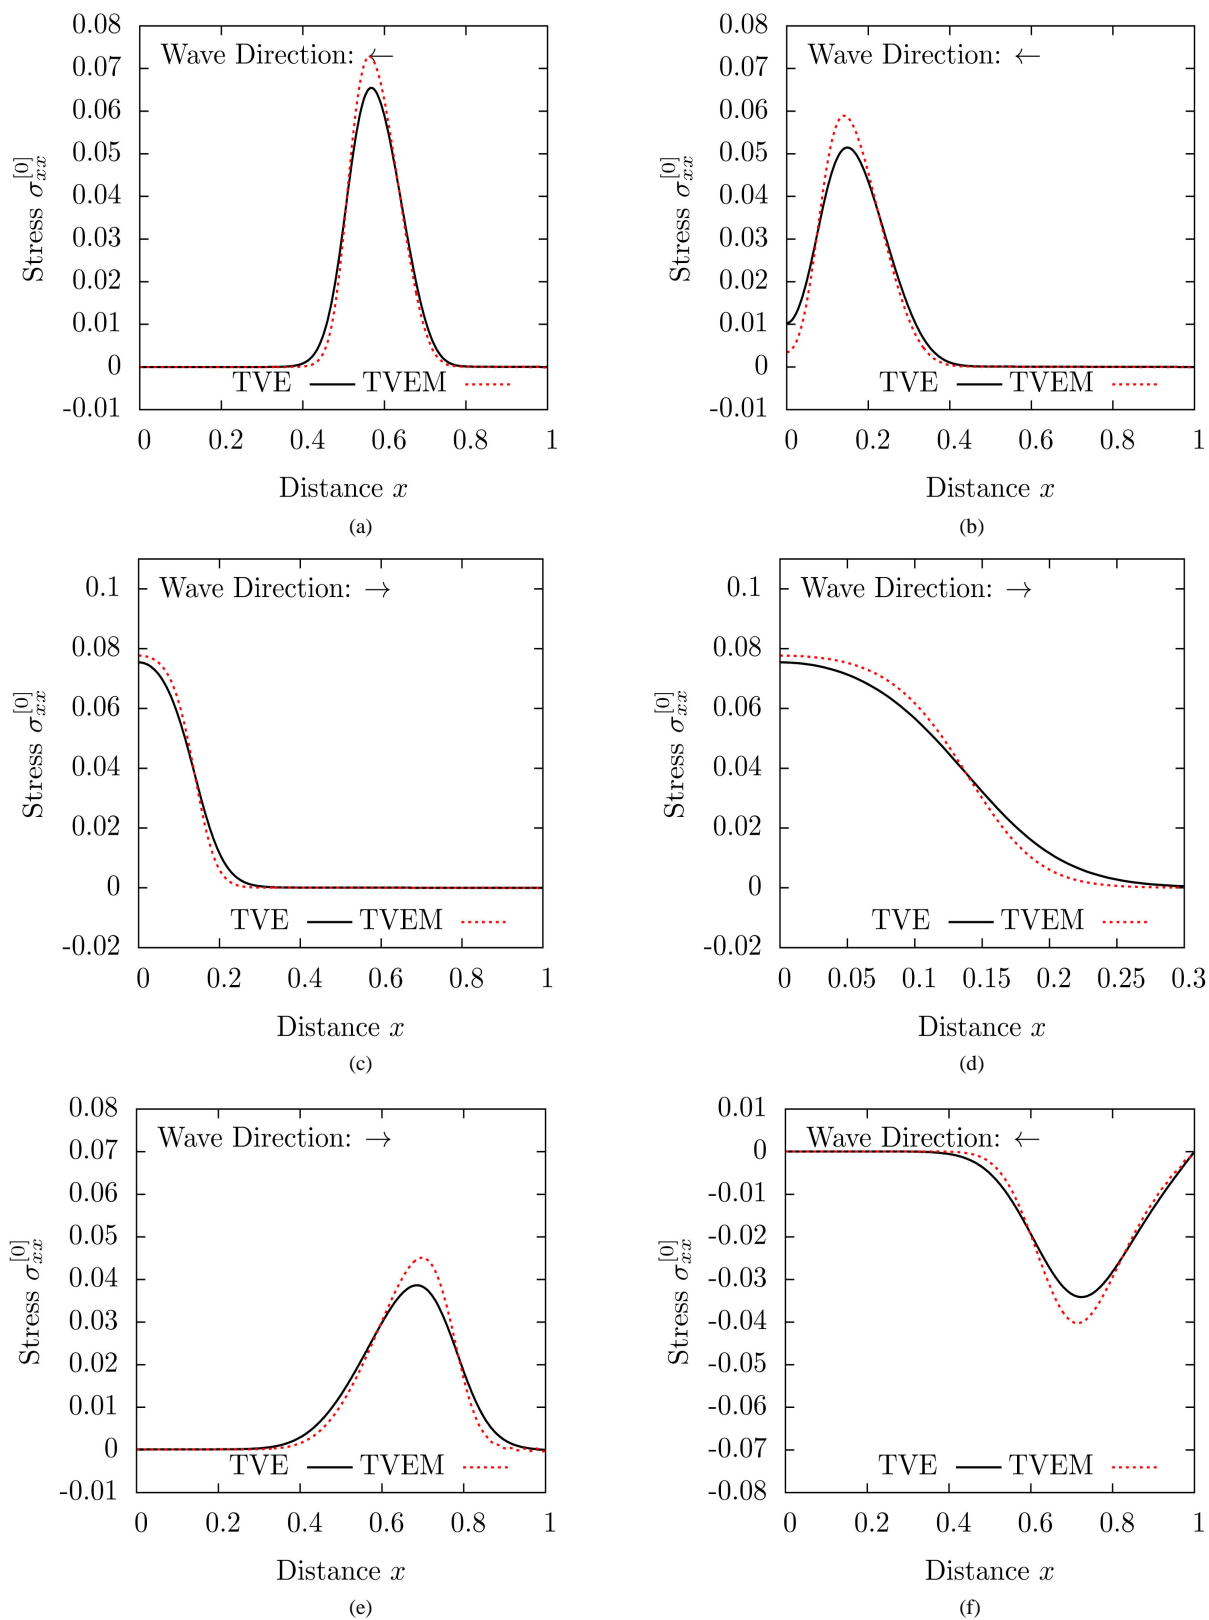 0.08
0.07
0.06
0.05
0.04
0.03
0.02
0.01
0
-0.01
Stress σ_{xx}^{[0]}
Wave Direction: ←
TVE TVEM
0 0.2 0.4 0.6 0.8 1
Distance x
(a)
0.08
0.07
0.06
0.05
0.04
0.03
0.02
0.01
0
-0.01
Stress σ_{xx}^{[0]}
Wave Direction: ←
TVE TVEM
0 0.2 0.4 0.6 0.8 1
Distance x
(b)
0.1
0.08
0.06
0.04
0.02
0
-0.02
Stress σ_{xx}^{[0]}
Wave Direction: →
TVE TVEM
0 0.2 0.4 0.6 0.8 1
Distance x
(c)
0.1
0.08
0.06
0.04
0.02
0
-0.02
Stress σ_{xx}^{[0]}
Wave Direction: →
TVE TVEM
0 0.05 0.1 0.15 0.2 0.25 0.3
Distance x
(d)
0.08
0.07
0.06
0.05
0.04
0.03
0.02
0.01
0
-0.01
Stress σ_{xx}^{[0]}
Wave Direction: →
TVE TVEM
0 0.2 0.4 0.6 0.8 1
Distance x
(e)
0.01
0
-0.01
-0.02
-0.03
-0.04
-0.05
-0.06
-0.07
-0.08
Stress σ_{xx}^{[0]}
Wave Direction: ←
TVE TVEM
0 0.2 0.4 0.6 0.8 1
Distance x
(f)